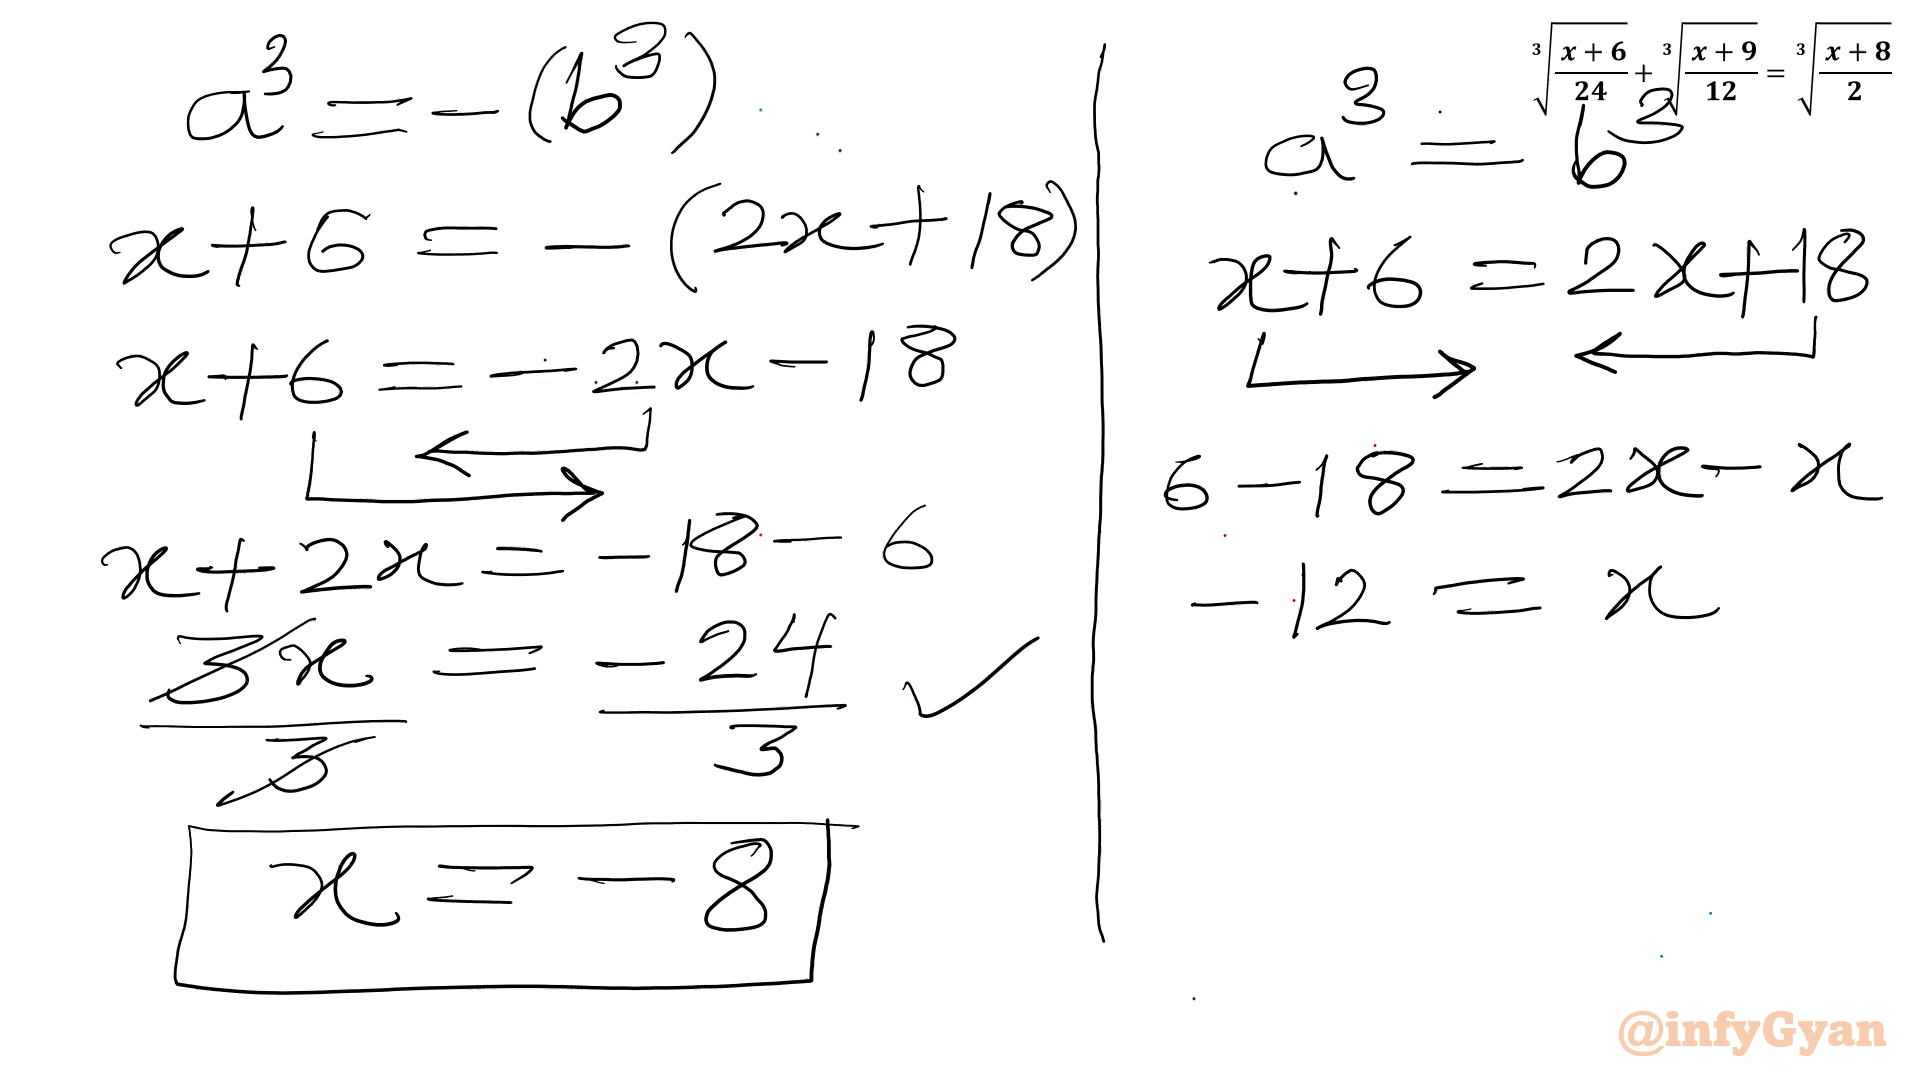 a³ = -(b³)
x+6 = -(2x+18)
x+6 = -2x-18
x+2x = -18-6
3x/3 = -24/3 ✓
x = -8
∛((x + 6)/24) + ∛((x + 9)/12) = ∛((x + 8)/2)
a³ = b³
x+6 = 2x+18
6-18 = 2x-x
-12 = x
@infyGyan